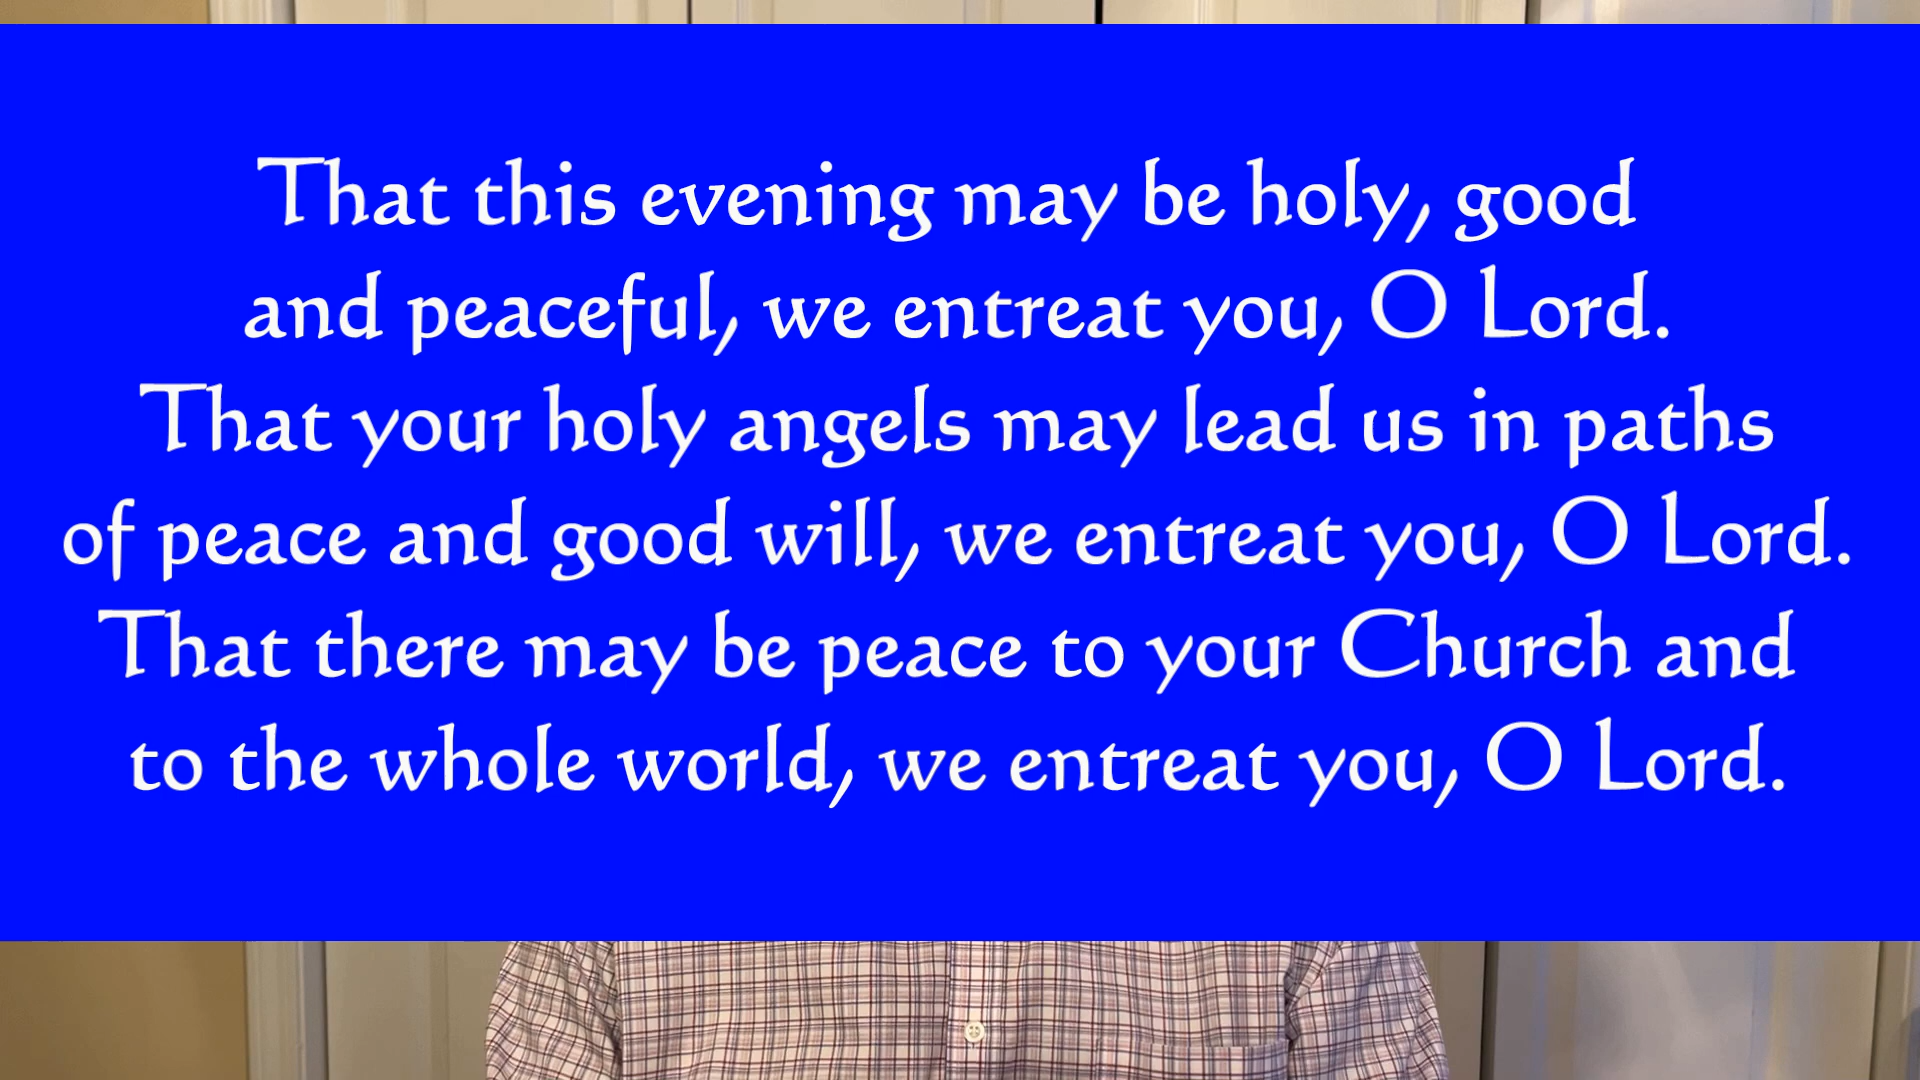 That this evening may be holy, good
and peaceful, we entreat you, O Lord.
That your holy angels may lead us in paths
of peace and good will, we entreat you, O Lord.
That there may be peace to your Church and
to the whole world, we entreat you, O Lord.